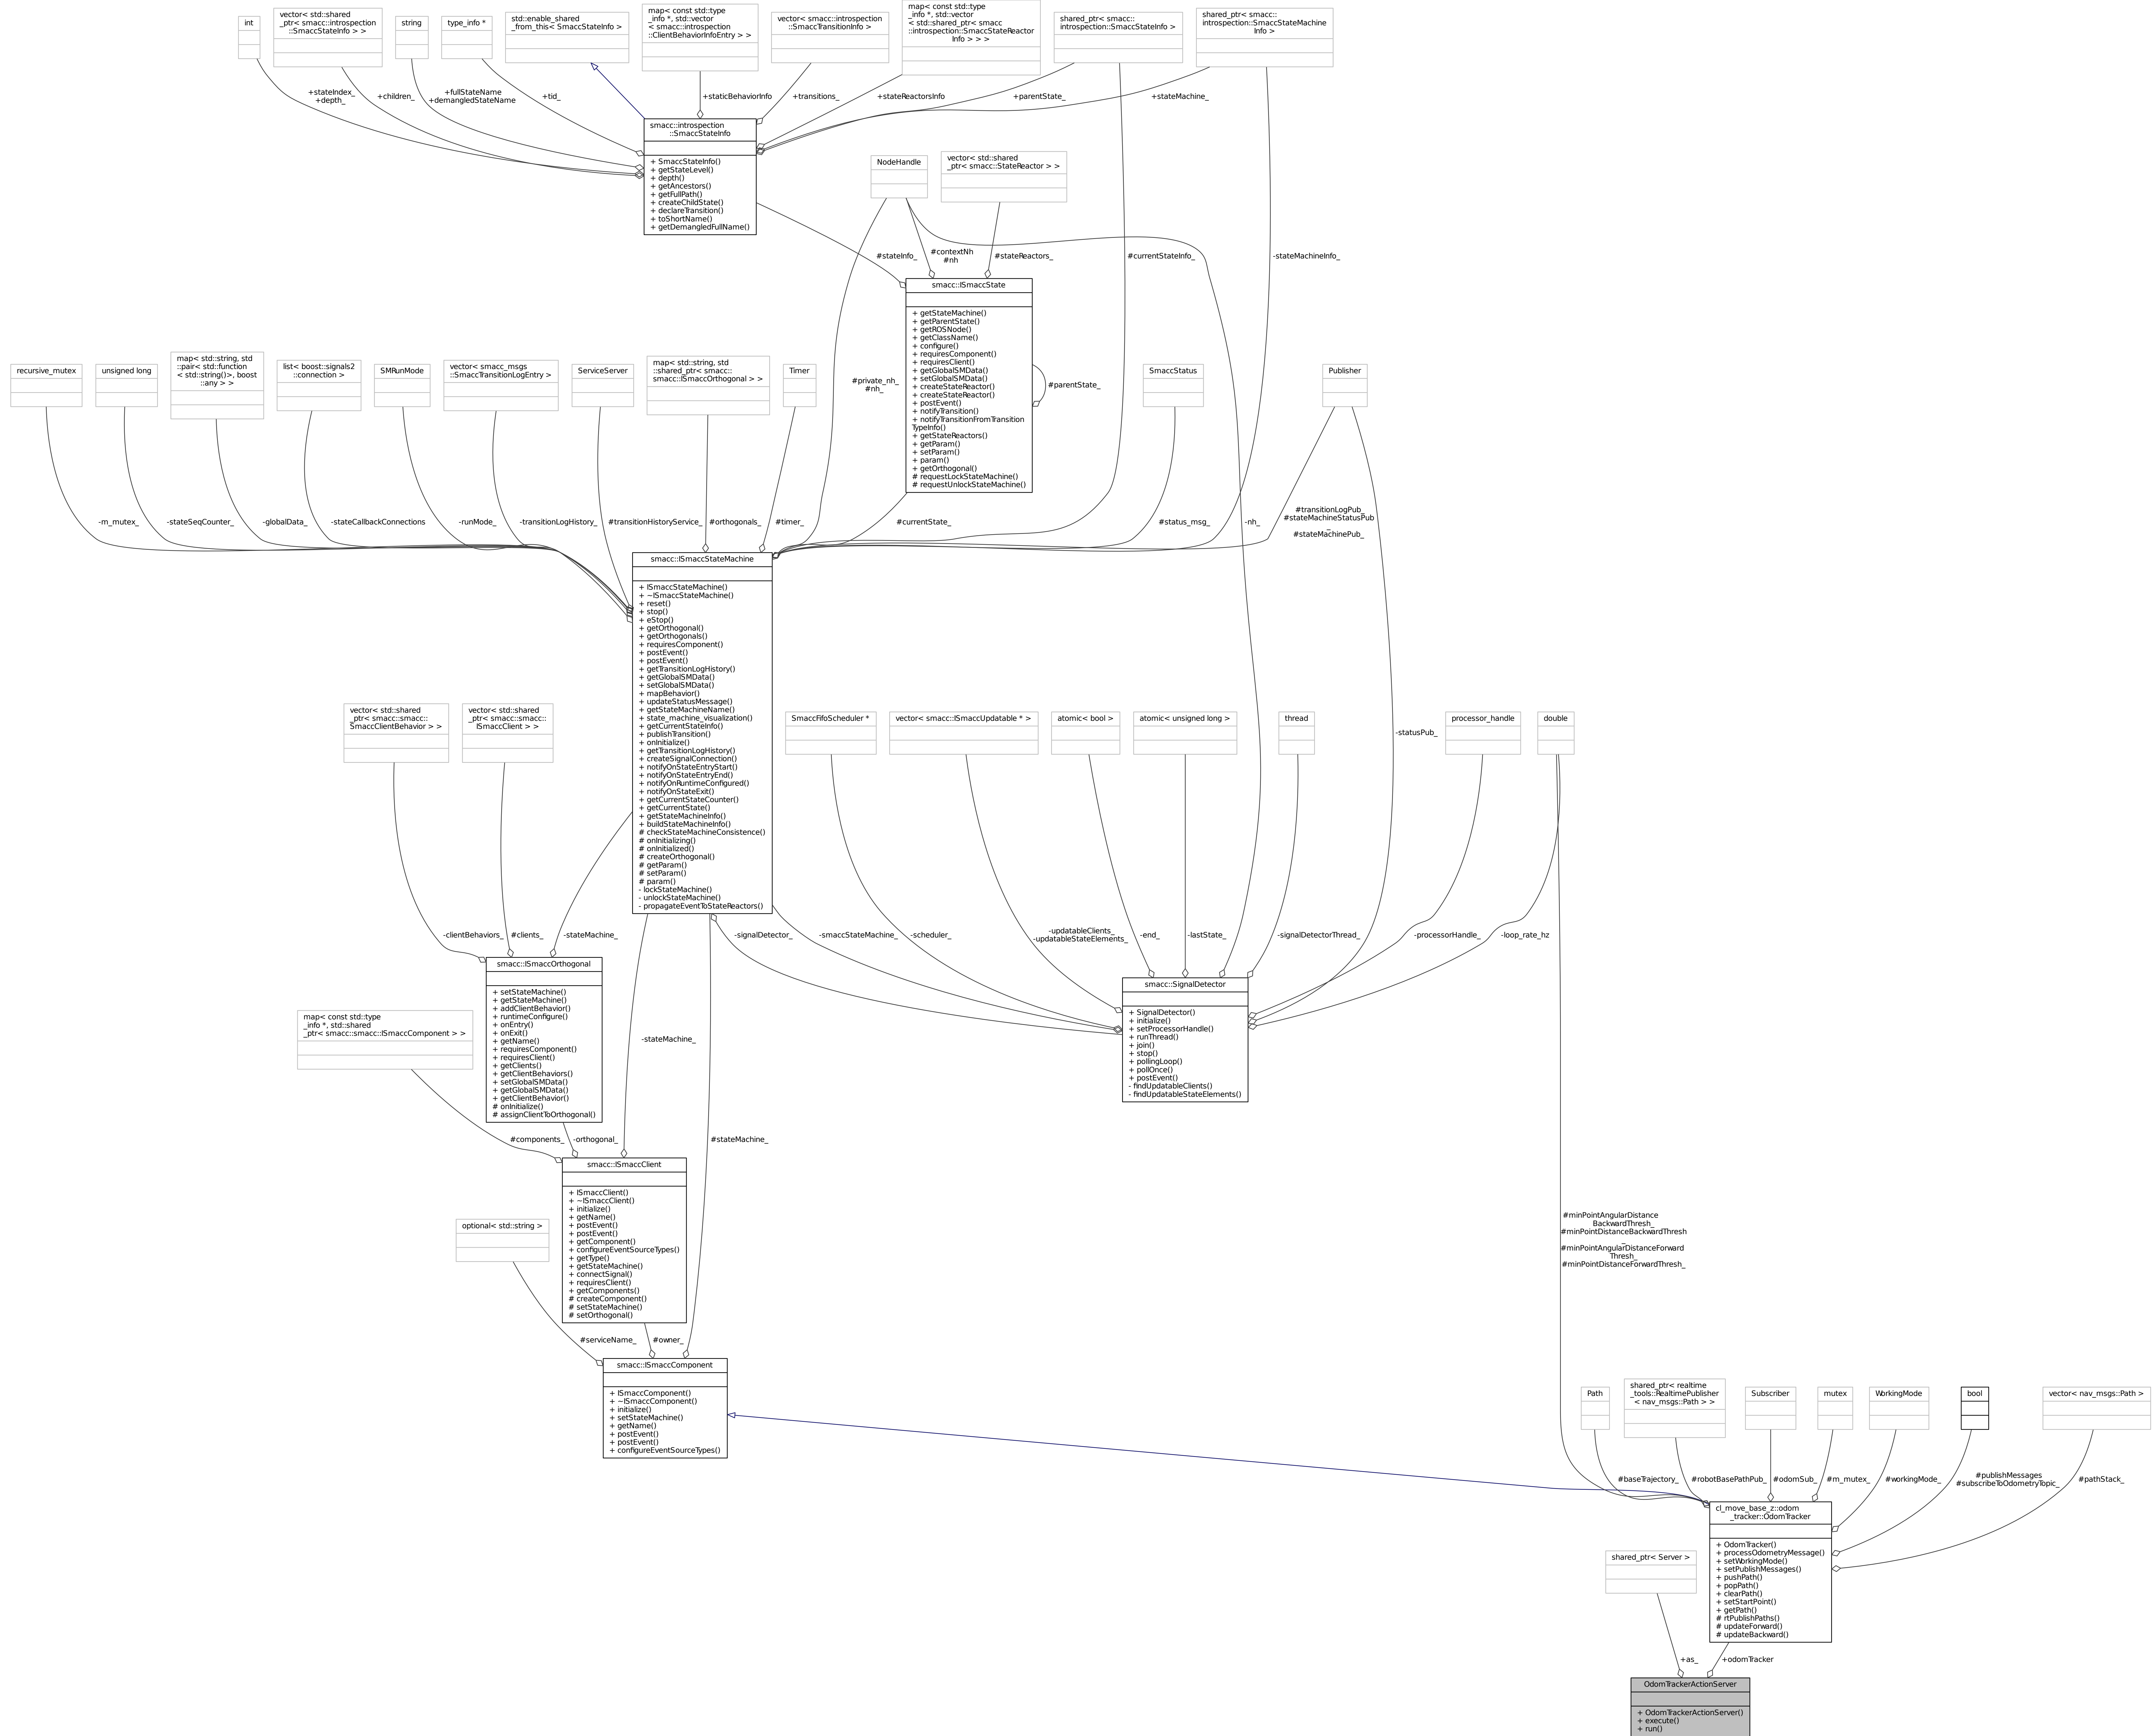 int
vector< std::shared
_ptr< smacc::introspection
::SmaccStateInfo > >
string
type_info *
std::enable_shared
_from_this< SmaccStateInfo >
map< const std::type
_info *, std::vector
< smacc::introspection
::ClientBehaviorInfoEntry > >
vector< smacc::introspection
::SmaccTransitionInfo >
map< const std::type
_info *, std::vector
< std::shared_ptr< smacc
::introspection::SmaccStateReactor
Info > > >
shared_ptr< smacc::
introspection::SmaccStateInfo >
shared_ptr< smacc::
introspection::SmaccStateMachine
Info >
+stateIndex_
+depth_
+children_
+fullStateName
+demangledStateName
+tid_
+staticBehaviorInfo
+transitions_
+stateReactorsInfo
+parentState_
+stateMachine_
smacc::introspection
::SmaccStateInfo
+ SmaccStateInfo()
+ getStateLevel()
+ depth()
+ getAncestors()
+ getFullPath()
+ createChildState()
+ declareTransition()
+ toShortName()
+ getDemangledFullName()
NodeHandle
vector< std::shared
_ptr< smacc::StateReactor > >
#stateInfo_
#contextNh
#nh
#stateReactors_
#currentStateInfo_
-stateMachineInfo_
smacc::ISmaccState
+ getStateMachine()
+ getParentState()
+ getROSNode()
+ getClassName()
+ configure()
+ requiresComponent()
+ requiresClient()
+ getGlobalSMData()
+ setGlobalSMData()
+ createStateReactor()
+ createStateReactor()
+ postEvent()
+ notifyTransition()
+ notifyTransitionFromTransition
TypeInfo()
+ getStateReactors()
+ getParam()
+ setParam()
+ param()
+ getOrthogonal()
# requestLockStateMachine()
# requestUnlockStateMachine()
#parentState_
recursive_mutex
unsigned long
map< std::string, std
::pair< std::function
< std::string()>, boost
::any > >
list< boost::signals2
::connection >
SMRunMode
vector< smacc_msgs
::SmaccTransitionLogEntry >
ServiceServer
map< std::string, std
::shared_ptr< smacc::
smacc::ISmaccOrthogonal > >
Timer
#private_nh_
#nh_
SmaccStatus
Publisher
-m_mutex_
-stateSeqCounter_
-globalData_
-stateCallbackConnections
-runMode_
-transitionLogHistory_
#transitionHistoryService_
#orthogonals_
#timer_
#currentState_
#status_msg_
-nh_
#transitionLogPub_
#stateMachineStatusPub
_
#stateMachinePub_
smacc::ISmaccStateMachine
+ ISmaccStateMachine()
+ ~ISmaccStateMachine()
+ reset()
+ stop()
+ eStop()
+ getOrthogonal()
+ getOrthogonals()
+ requiresComponent()
+ postEvent()
+ postEvent()
+ getTransitionLogHistory()
+ getGlobalSMData()
+ setGlobalSMData()
+ mapBehavior()
+ updateStatusMessage()
+ getStateMachineName()
+ state_machine_visualization()
+ getCurrentStateInfo()
+ publishTransition()
+ onInitialize()
+ getTransitionLogHistory()
+ createSignalConnection()
+ notifyOnStateEntryStart()
+ notifyOnStateEntryEnd()
+ notifyOnRuntimeConfigured()
+ notifyOnStateExit()
+ getCurrentStateCounter()
+ getCurrentState()
+ getStateMachineInfo()
+ buildStateMachineInfo()
# checkStateMachineConsistence()
# onInitializing()
# onInitialized()
# createOrthogonal()
# getParam()
# setParam()
# param()
- lockStateMachine()
- unlockStateMachine()
- propagateEventToStateReactors()
vector< std::shared
_ptr< smacc::smacc::
SmaccClientBehavior > >
vector< std::shared
_ptr< smacc::smacc::
ISmaccClient > >
SmaccFifoScheduler *
vector< smacc::ISmaccUpdatable * >
atomic< bool >
atomic< unsigned long >
thread
processor_handle
double
-statusPub_
-clientBehaviors_
#clients_
-stateMachine_
-signalDetector_
-smaccStateMachine_
-scheduler_
-updatableClients_
-updatableStateElements_
-end_
-lastState_
-signalDetectorThread_
-processorHandle_
-loop_rate_hz
smacc::ISmaccOrthogonal
+ setStateMachine()
+ getStateMachine()
+ addClientBehavior()
+ runtimeConfigure()
+ onEntry()
+ onExit()
+ getName()
+ requiresComponent()
+ requiresClient()
+ getClients()
+ getClientBehaviors()
+ setGlobalSMData()
+ getGlobalSMData()
+ getClientBehavior()
# onInitialize()
# assignClientToOrthogonal()
smacc::SignalDetector
+ SignalDetector()
+ initialize()
+ setProcessorHandle()
+ runThread()
+ join()
+ stop()
+ pollingLoop()
+ pollOnce()
+ postEvent()
- findUpdatableClients()
- findUpdatableStateElements()
map< const std::type
_info *, std::shared
_ptr< smacc::smacc::ISmaccComponent > >
-stateMachine_
#components_
-orthogonal_
#stateMachine_
smacc::ISmaccClient
+ ISmaccClient()
+ ~ISmaccClient()
+ initialize()
+ getName()
+ postEvent()
+ postEvent()
+ getComponent()
+ configureEventSourceTypes()
+ getType()
+ getStateMachine()
+ connectSignal()
+ requiresClient()
+ getComponents()
# createComponent()
# setStateMachine()
# setOrthogonal()
optional< std::string >
#serviceName_
#owner_
#minPointAngularDistance
BackwardThresh_
#minPointDistanceBackwardThresh
_
#minPointAngularDistanceForward
Thresh_
#minPointDistanceForwardThresh_
smacc::ISmaccComponent
+ ISmaccComponent()
+ ~ISmaccComponent()
+ initialize()
+ setStateMachine()
+ getName()
+ postEvent()
+ postEvent()
+ configureEventSourceTypes()
Path
shared_ptr< realtime
_tools::RealtimePublisher
< nav_msgs::Path > >
Subscriber
mutex
WorkingMode
bool
vector< nav_msgs::Path >
#baseTrajectory_
#robotBasePathPub_
#odomSub_
#m_mutex_
#workingMode_
#publishMessages
#subscribeToOdometryTopic_
#pathStack_
cl_move_base_z::odom
_tracker::OdomTracker
+ OdomTracker()
+ processOdometryMessage()
+ setWorkingMode()
+ setPublishMessages()
+ pushPath()
+ popPath()
+ clearPath()
+ setStartPoint()
+ getPath()
# rtPublishPaths()
# updateForward()
# updateBackward()
shared_ptr< Server >
+as_
+odomTracker
OdomTrackerActionServer
+ OdomTrackerActionServer()
+ execute()
+ run()